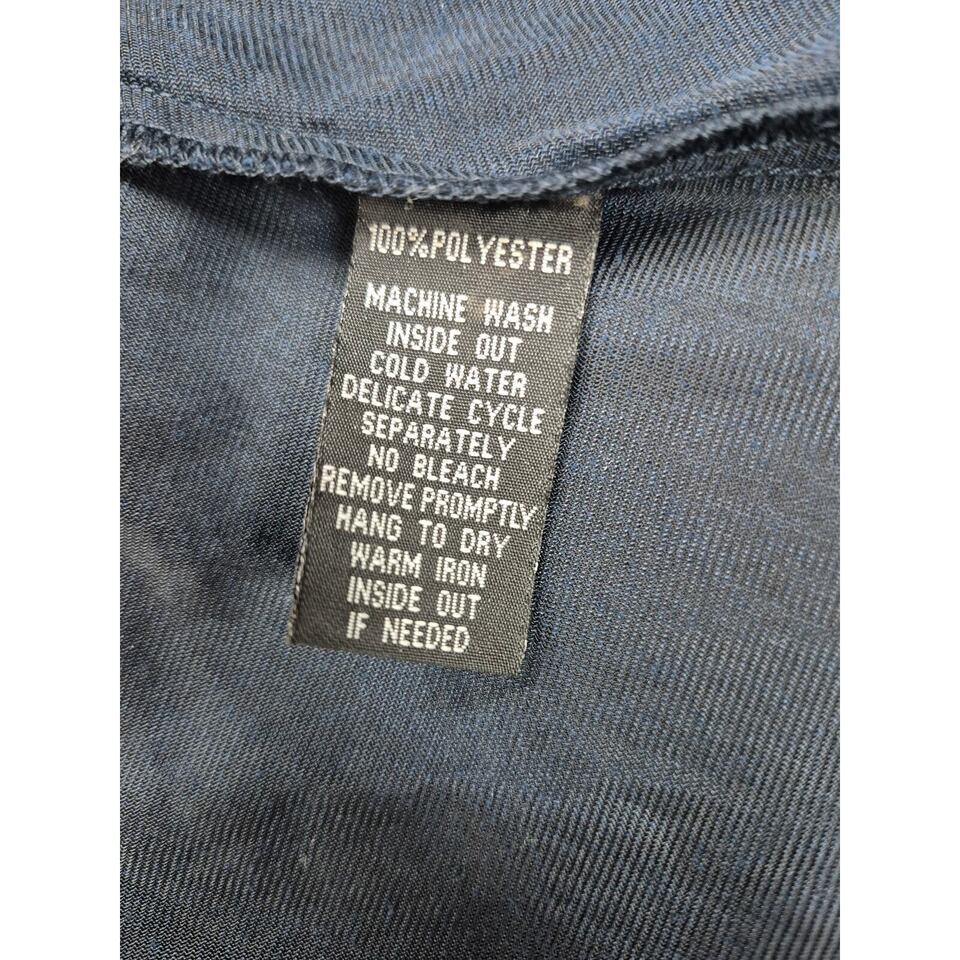 100%POLYESTER
MACHINE WASH
INSIDE OUT
COLD WATER
DELICATE CYCLE
SEPARATELY
NO BLEACH
REMOVE PROMPTLY
HANG TO DRY
WARM IRON
INSIDE OUT
IF NEEDED